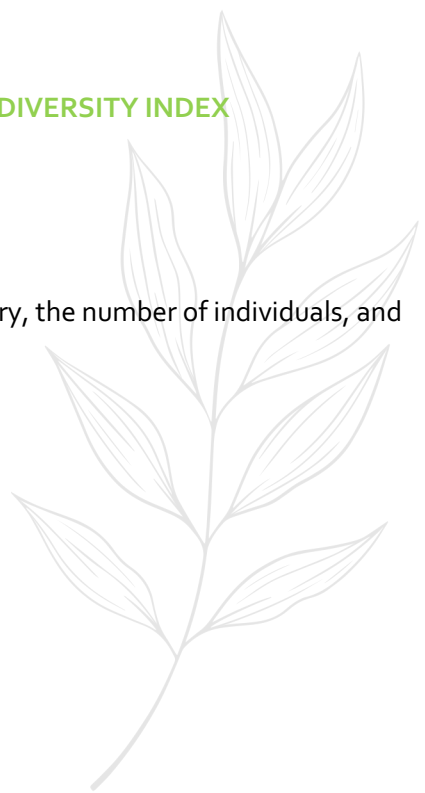 DIVERSITY INDEX
ry, the number of individuals, and